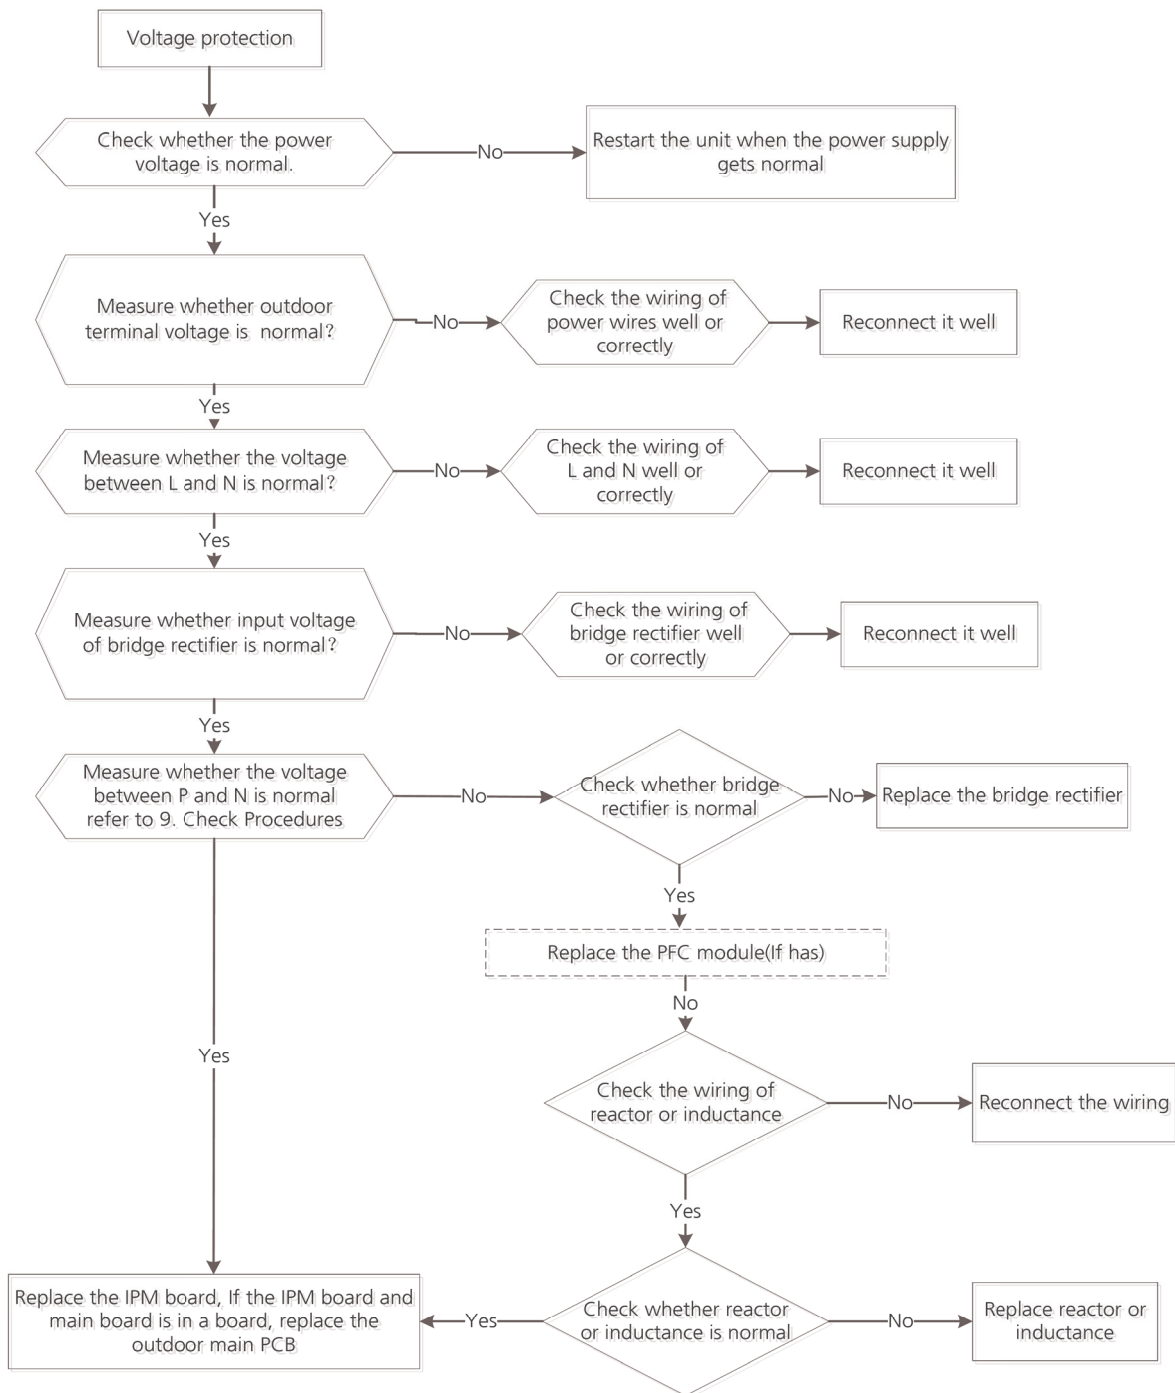 Voltage protection
Check whether the power
voltage is normal.
No
Restart the unit when the power supply
gets normal
Yes
Measure whether outdoor
terminal voltage is normal?
No
Check the wiring of
power wires well or
correctly
Reconnect it well
Yes
Measure whether the voltage
between L and N is normal?
No
Check the wiring of
L and N well or
correctly
Reconnect it well
Yes
Measure whether input voltage
of bridge rectifier is normal?
No
Check the wiring of
bridge rectifier well
or correctly
Reconnect it well
Yes
Measure whether the voltage
between P and N is normal
refer to 9. Check Procedures
No
Check whether bridge
rectifier is normal
No
Replace the bridge rectifier
Yes
Replace the PFC module(If has)
No
Yes
Check the wiring of
reactor or inductance
No
Reconnect the wiring
Yes
Replace the IPM board, If the IPM board and
main board is in a board, replace the
outdoor main PCB
Yes
Check whether reactor
or inductance is normal
No
Replace reactor or
inductance